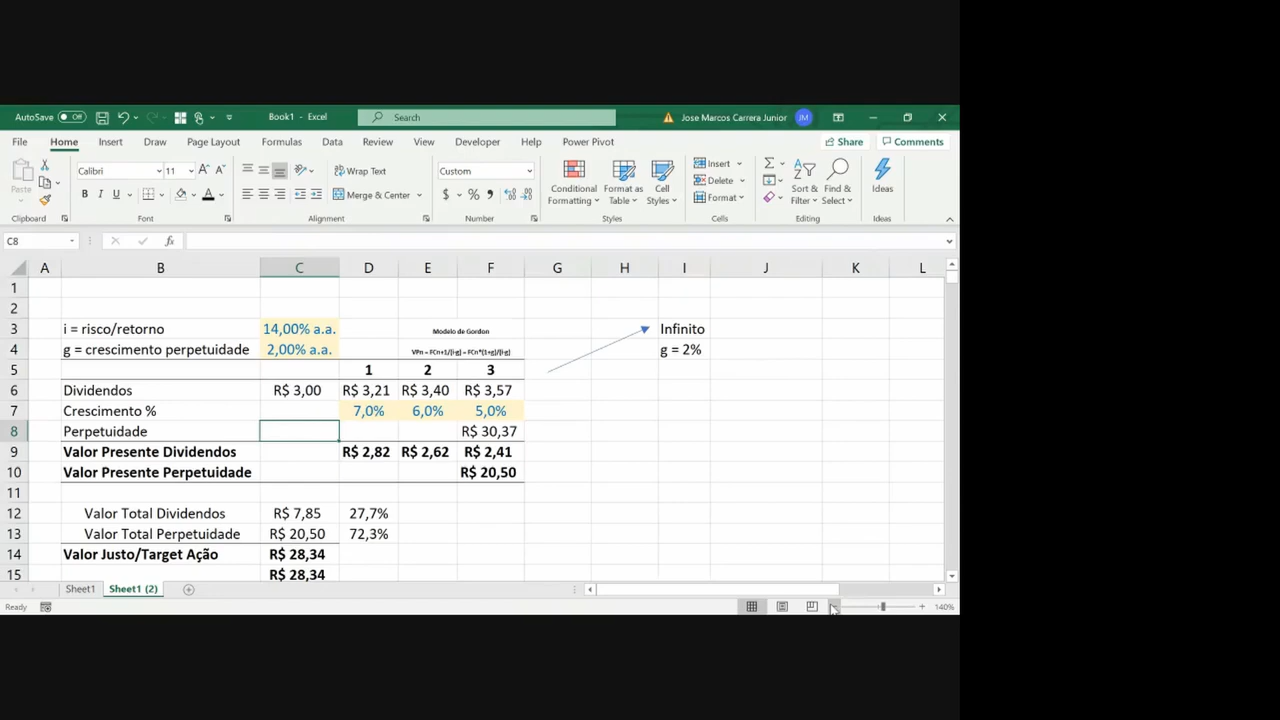 AutoSave Off Book1 - Excel Search Jose Marcos Carrera Junior JM
File Home Insert Draw Page Layout Formulas Data Review View Developer Help Power Pivot Share Comments
Paste Calibri 11 Wrap Text Custom Conditional Formatting Format as Table Cell Styles Insert Sort & Filter Find & Select Ideas
B I U Merge & Center Delete
Format
Clipboard Font Alignment Number Styles Cells Editing Ideas
C8 fx
A B C D E F G H I J K L
1
2
3 i = risco/retorno 14,00% a.a. Modelo de Gordon Infinito
4 g = crescimento perpetuidade 2,00% a.a. VPn = FCn+1/(i-g) = FCn*(1+g)/(i-g) g = 2%
5 1 2 3
6 Dividendos R$ 3,00 R$ 3,21 R$ 3,40 R$ 3,57
7 Crescimento % 7,0% 6,0% 5,0%
8 Perpetuidade R$ 30,37
9 Valor Presente Dividendos R$ 2,82 R$ 2,62 R$ 2,41
10 Valor Presente Perpetuidade R$ 20,50
11
12 Valor Total Dividendos R$ 7,85 27,7%
13 Valor Total Perpetuidade R$ 20,50 72,3%
14 Valor Justo/Target Ação R$ 28,34
15 R$ 28,34
Sheet1 Sheet1 (2)
Ready 140%